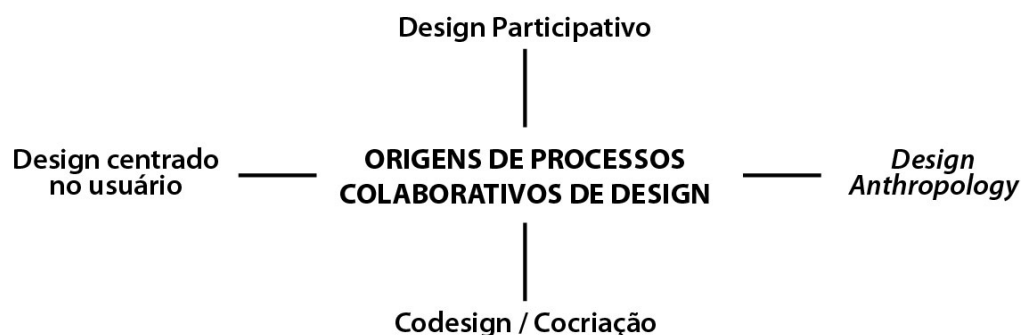 Design Participativo
Design centrado
no usuário
ORIGENS DE PROCESSOS
COLABORATIVOS DE DESIGN
Design
Anthropology
Codesign / Cocriação